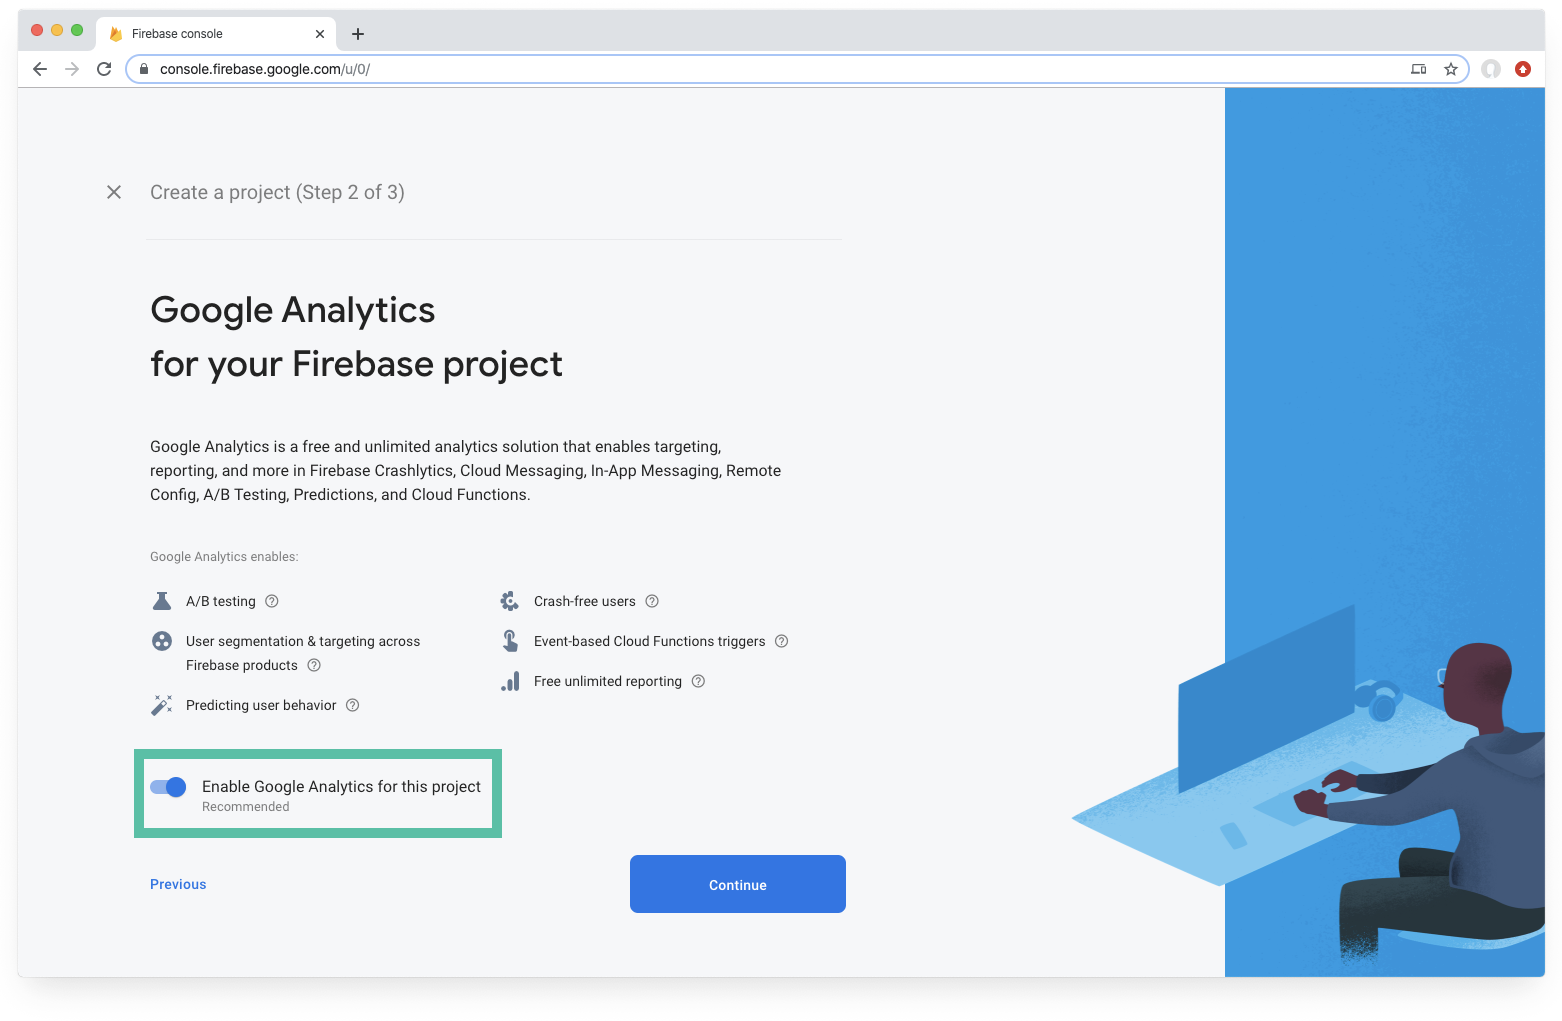 Firebase console
console.firebase.google.com/u/0/
Create a project (Step 2 of 3)
Google Analytics
for your Firebase project
Google Analytics is a free and unlimited analytics solution that enables targeting,
reporting, and more in Firebase Crashlytics, Cloud Messaging, In-App Messaging, Remote
Config, A/B Testing, Predictions, and Cloud Functions.
Google Analytics enables:
A/B testing
User segmentation & targeting across
Firebase products
Predicting user behavior
Crash-free users
Event-based Cloud Functions triggers
Free unlimited reporting
Enable Google Analytics for this project
Recommended
Previous
Continue